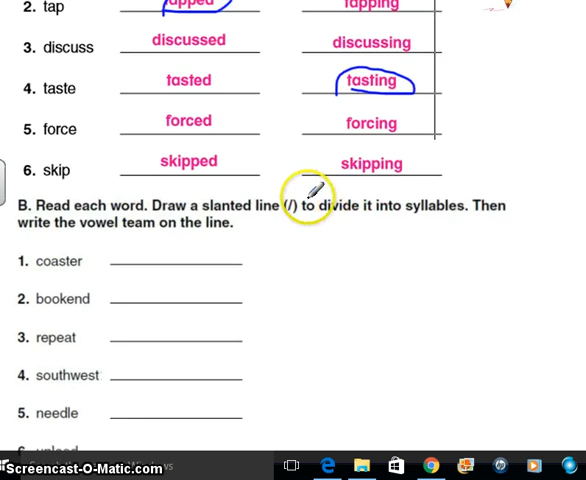 2. tap tapped tapping
3. discuss discussed discussing
4. taste tasted tasting
5. force forced forcing
6. skip skipped skipping
B. Read each word. Draw a slanted line (/) to divide it into syllables. Then
write the vowel team on the line.
1. coaster
2. bookend
3. repeat
4. southwest
5. needle
Screencast-O-Matic.com